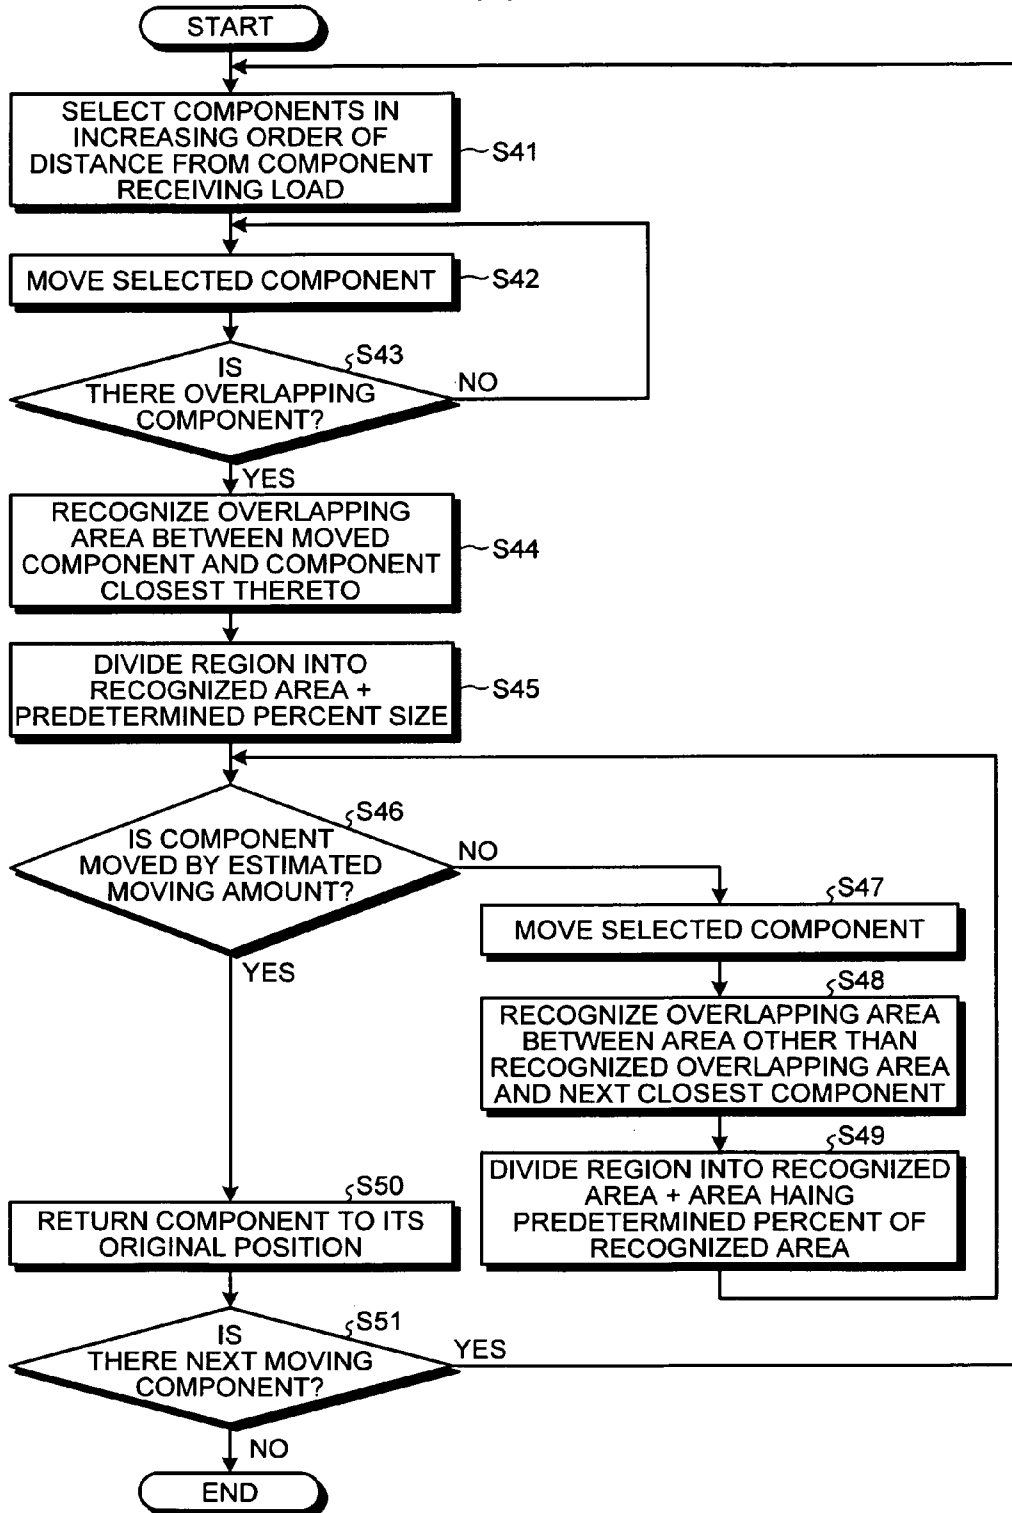 START
SELECT COMPONENTS IN
INCREASING ORDER OF
DISTANCE FROM COMPONENT
RECEIVING LOAD
S41
MOVE SELECTED COMPONENT
S42
S43
IS
THERE OVERLAPPING
COMPONENT?
NO
YES
RECOGNIZE OVERLAPPING
AREA BETWEEN MOVED
COMPONENT AND COMPONENT
CLOSEST THERETO
S44
DIVIDE REGION INTO
RECOGNIZED AREA +
PREDETERMINED PERCENT SIZE
S45
S46
IS COMPONENT
MOVED BY ESTIMATED
MOVING AMOUNT?
NO
YES
S47
MOVE SELECTED COMPONENT
S48
RECOGNIZE OVERLAPPING AREA
BETWEEN AREA OTHER THAN
RECOGNIZED OVERLAPPING AREA
AND NEXT CLOSEST COMPONENT
S49
DIVIDE REGION INTO RECOGNIZED
AREA + AREA HAING
PREDETERMINED PERCENT OF
RECOGNIZED AREA
S50
RETURN COMPONENT TO ITS
ORIGINAL POSITION
S51
IS
THERE NEXT MOVING
COMPONENT?
YES
NO
END